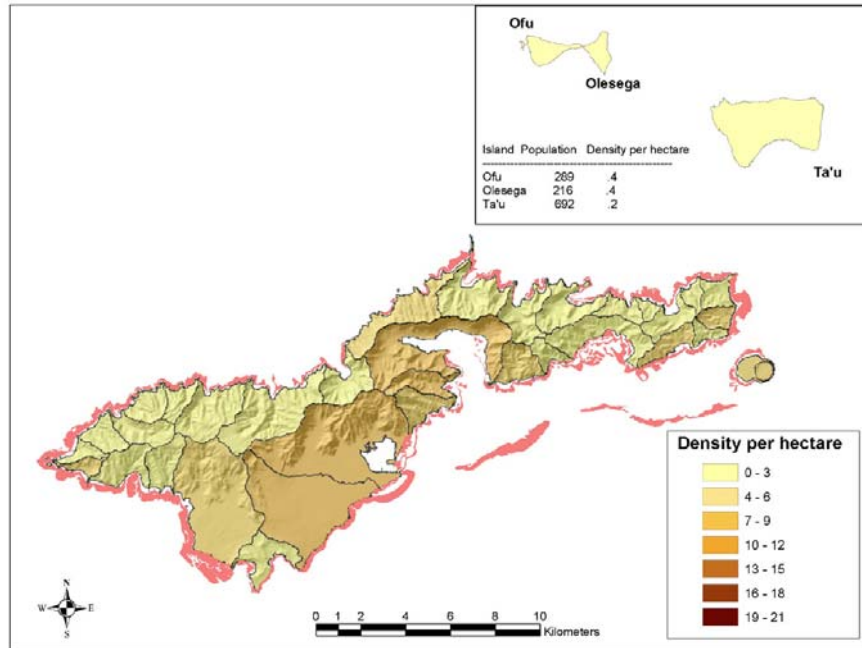 Ofu
Olesega
Ta'u
Island Population Density per hectare
Ofu 289 .4
Olesega 216 .4
Ta'u 692 .2
Density per hectare
0 - 3
4 - 6
7 - 9
10 - 12
13 - 15
16 - 18
19 - 21
N
W E
S
0 1 2 4 6 8 10
Kilometers